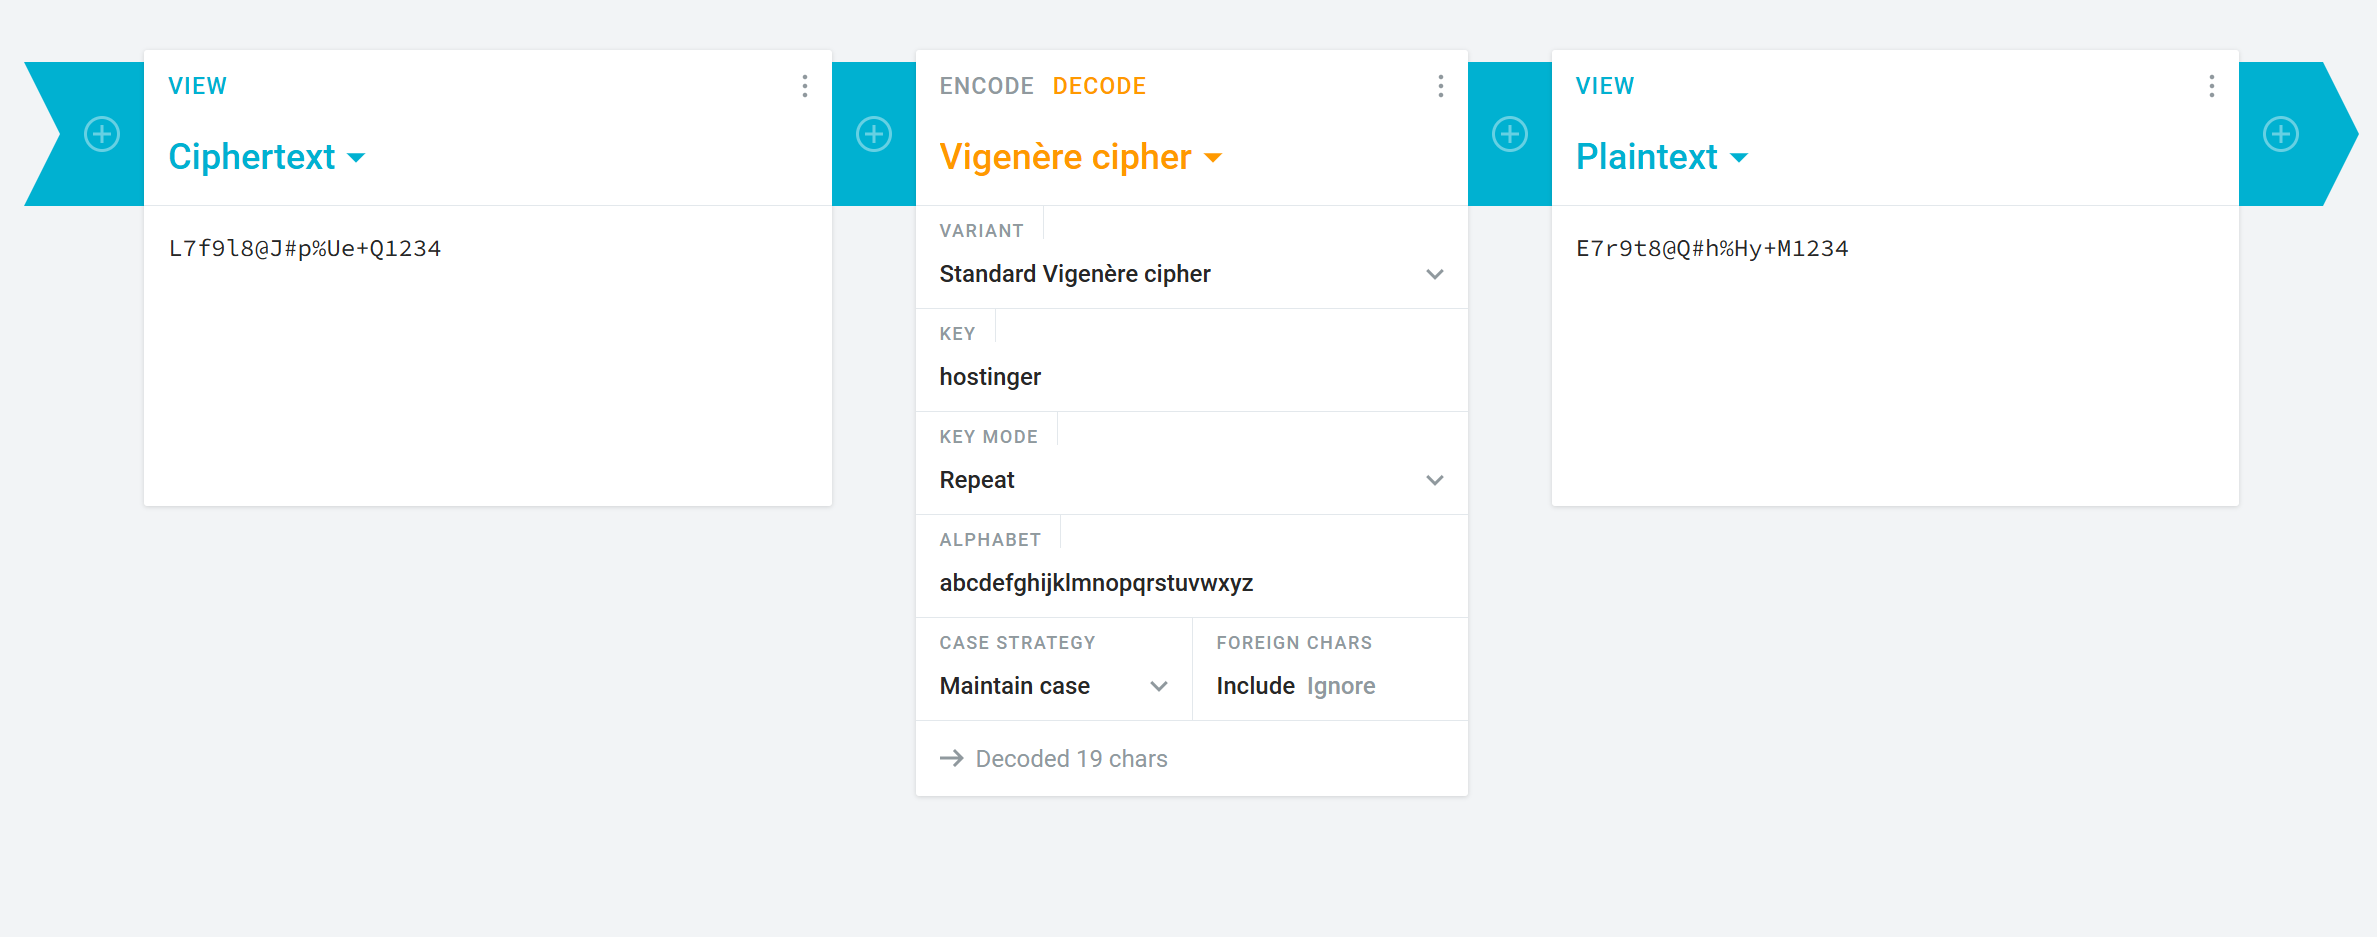 VIEW
Ciphertext
L7f9l8@J#p%Ue+Q1234
ENCODE DECODE
Vigenère cipher
VARIANT
Standard Vigenère cipher
KEY
hostinger
KEY MODE
Repeat
ALPHABET
abcdefghijklmnopqrstuvwxyz
CASE STRATEGY
Maintain case
FOREIGN CHARS
Include Ignore
→ Decoded 19 chars
VIEW
Plaintext
E7r9t8@Q#h%Hy+M1234